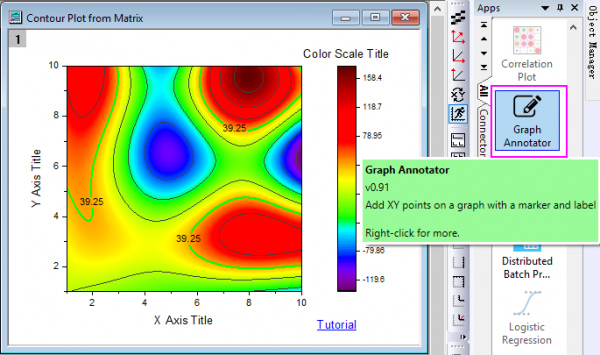 Contour Plot from Matrix
1
Color Scale Title
10
8
6
4
2
Y Axis Title
39.25
39.25
39.25
2
4
6
8
10
X Axis Title
158.4
118.7
78.95
-79.86
-119.6
Tutorial
Apps
Correlation
Plot
All
Connector
Graph
Annotator
Graph Annotator
v0.91
Add XY points on a graph with a marker and label
Right-click for more.
Distributed
Batch Pr...
Logistic
Regression
Object Manager